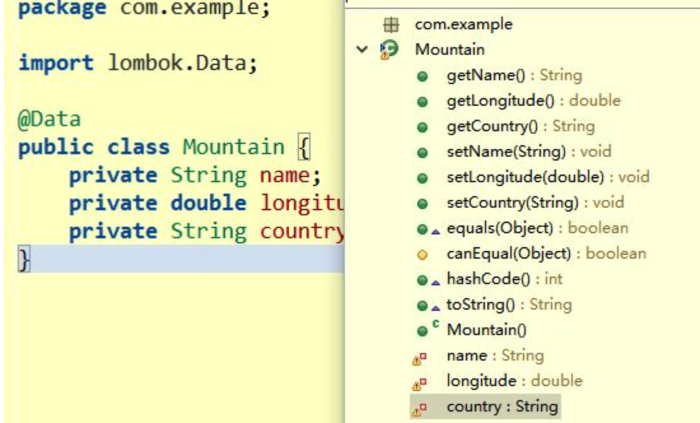 package com.example;
import lombok.Data;
@Data
public class Mountain {
private String name;
private double longitu
private String country
}
com.example
Mountain
getName() : String
getLongitude() : double
getCountry() : String
setName(String) : void
setLongitude(double) : void
setCountry(String) : void
equals(Object) : boolean
canEqual(Object) : boolean
hashCode() : int
toString() : String
C Mountain()
name : String
longitude : double
country : String